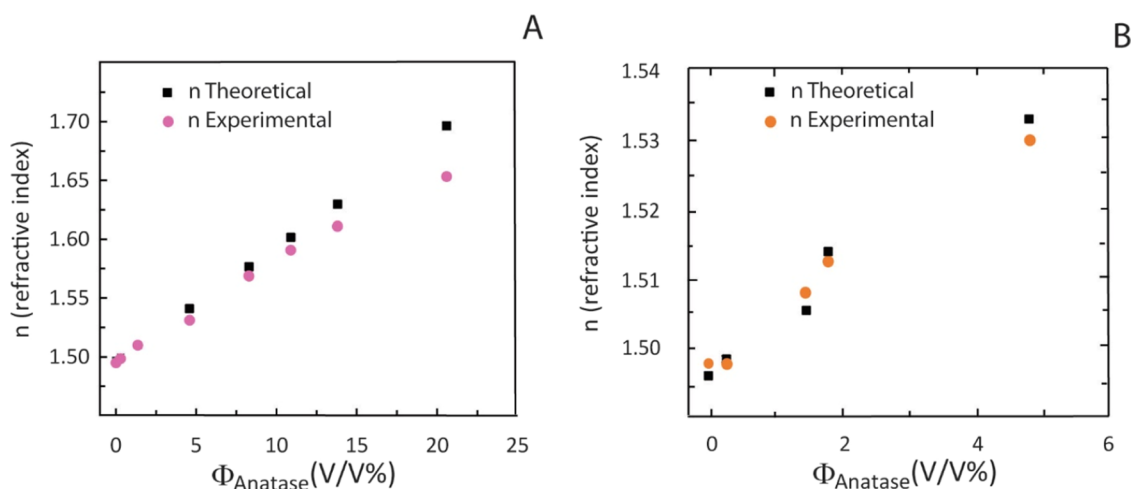 A
n Theoretical
n Experimental
1.70
1.65
1.60
1.55
1.50
n (refractive index)
0 5 10 15 20 25
Φ Anatase (V/V%)
B
n Theoretical
n Experimental
1.54
1.53
1.52
1.51
1.50
n (refractive index)
0 2 4 6
Φ Anatase (V/V%)